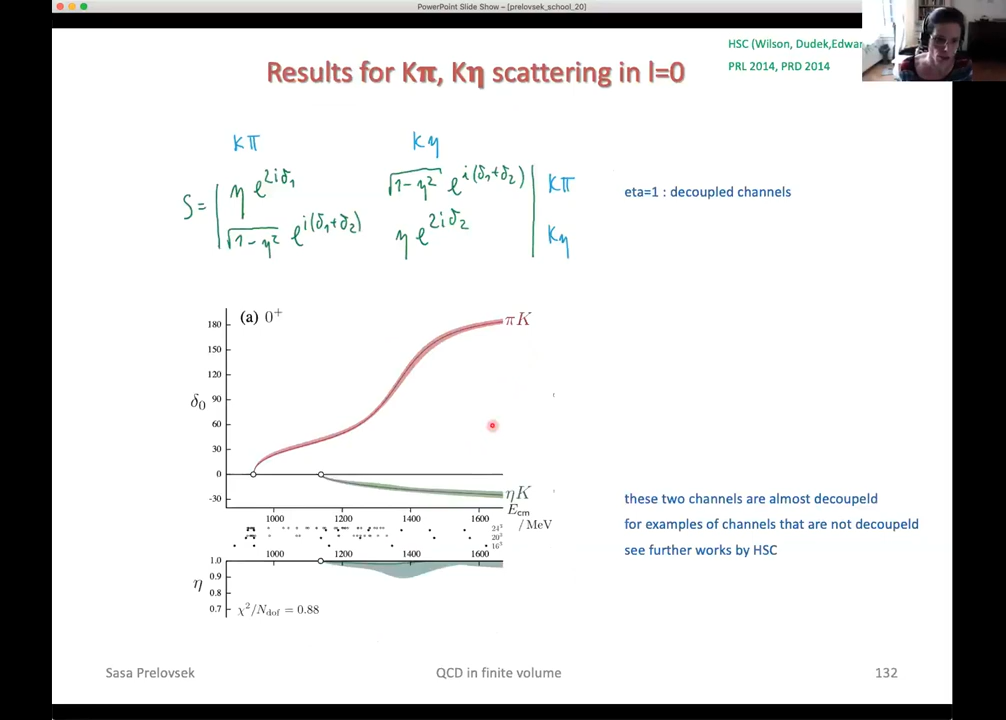 PowerPoint Slide Show - [prelovsek_school_20]
HSC (Wilson, Dudek,Edwar
PRL 2014, PRD 2014
Results for Kπ, Kη scattering in l=0
Kπ Kη
S= η e^{2iδ₁} √1-η² e^{i(δ₁+δ₂)} Kπ
√1-η² e^{i(δ₁+δ₂)} η e^{2iδ₂} Kη
eta=1 : decoupled channels
(a) 0⁺
180
150
120
90
60
30
0
-30
δ₀
πK
ηK
E_cm
/ MeV
1000 1200 1400 1600
24³
20³
16³
1000 1200 1400 1600
1.0
0.9
0.8
0.7
η
χ²/N_dof = 0.88
these two channels are almost decoupeld
for examples of channels that are not decoupeld
see further works by HSC
Sasa Prelovsek
QCD in finite volume
132